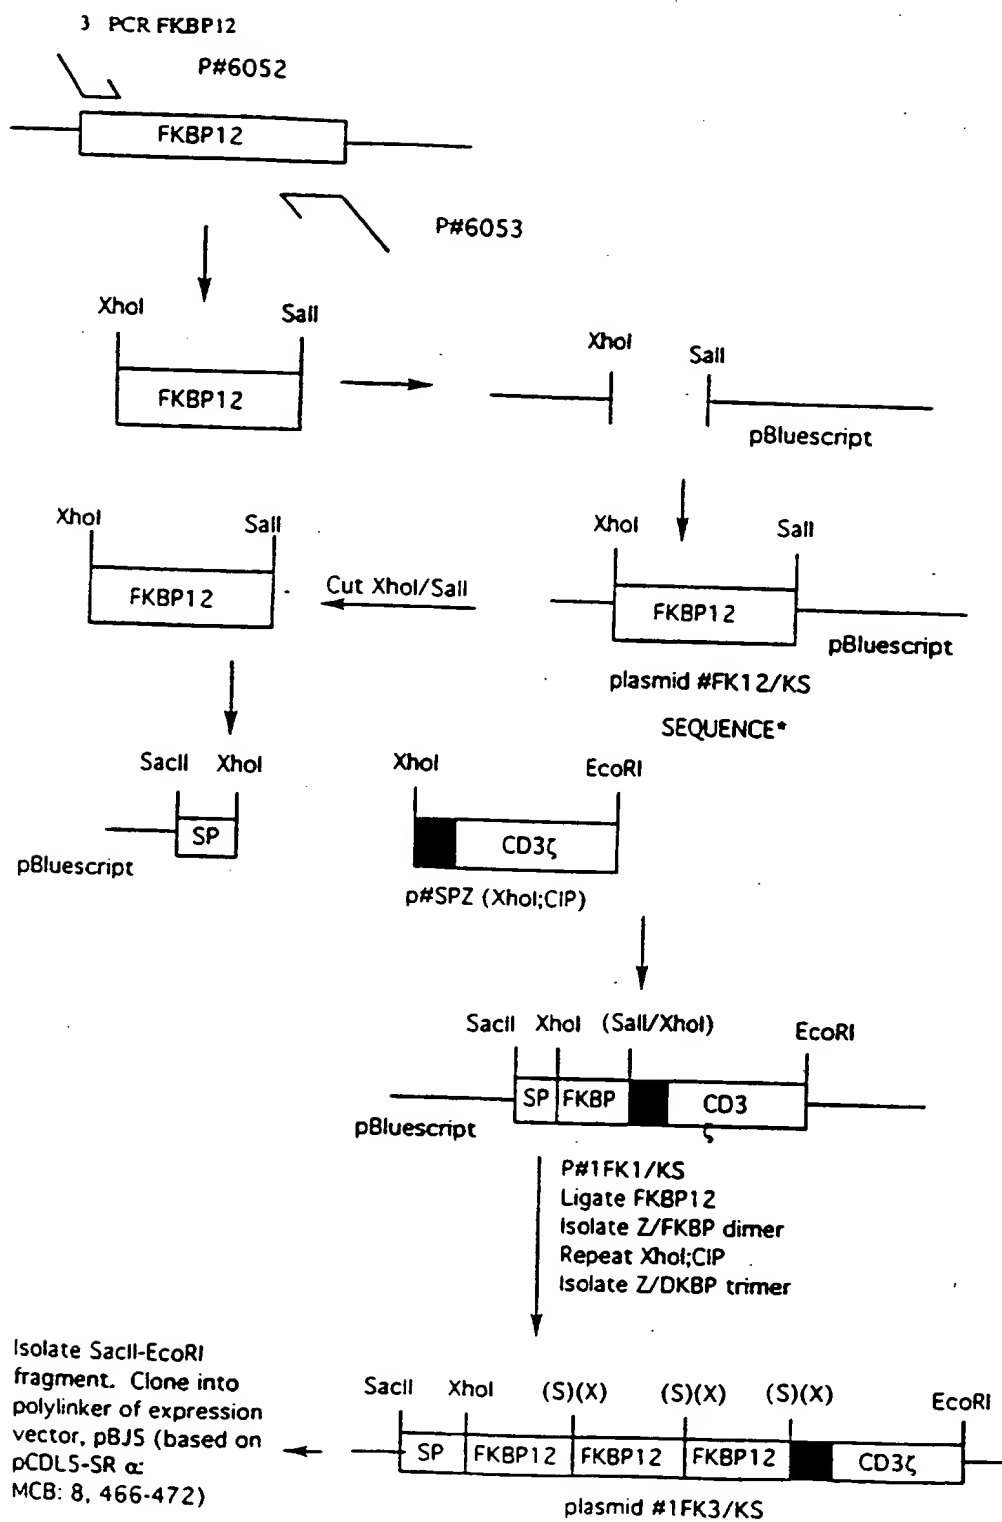 3 PCR FKBP12
P#6052
FKBP12
P#6053
XhoI SalI
FKBP12
XhoI SalI
pBluescript
XhoI SalI
FKBP12
Cut XhoI/SalI
XhoI SalI
FKBP12
pBluescript
plasmid #FK12/KS
SEQUENCE*
SacII XhoI
SP
pBluescript
XhoI EcoRI
CD3ζ
p#SPZ (XhoI;CIP)
SacII XhoI (SalI/XhoI) EcoRI
SP FKBP CD3
ζ
pBluescript
P#1FK1/KS
Ligate FKBP12
Isolate Z/FKBP dimer
Repeat XhoI;CIP
Isolate Z/DKBP trimer
Isolate SacII-EcoRI
fragment. Clone into
polylinker of expression
vector, pBJ5 (based on
pCDL5-SR α:
MCB: 8, 466-472)
SacII XhoI (S)(X) (S)(X) (S)(X) EcoRI
SP FKBP12 FKBP12 FKBP12 CD3ζ
plasmid #1FK3/KS